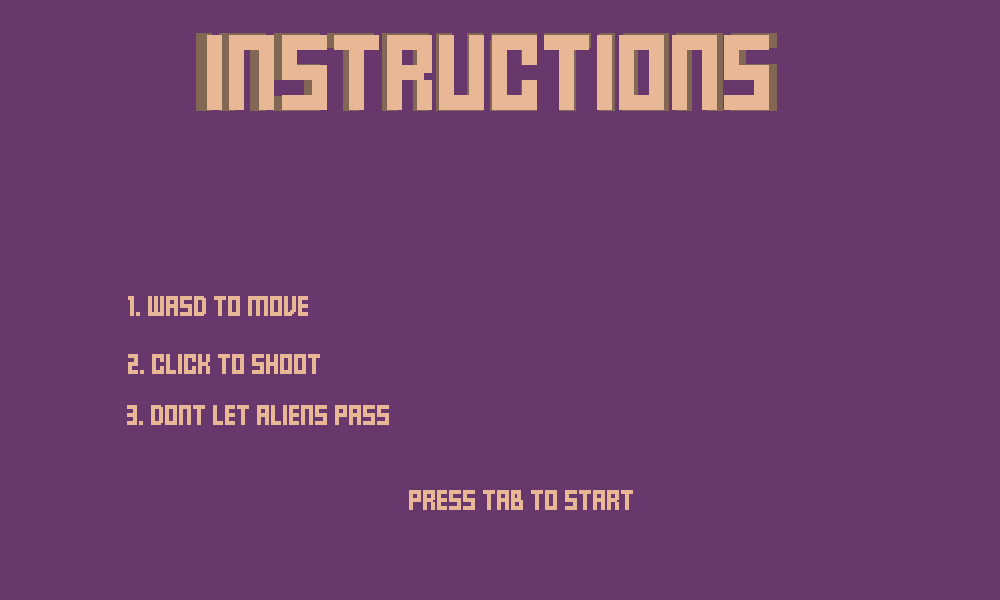 INSTRUCTIONS
1. WASD TO MOVE
2. CLICK TO SHOOT
3. DONT LET ALIENS PASS
PRESS TAB TO START